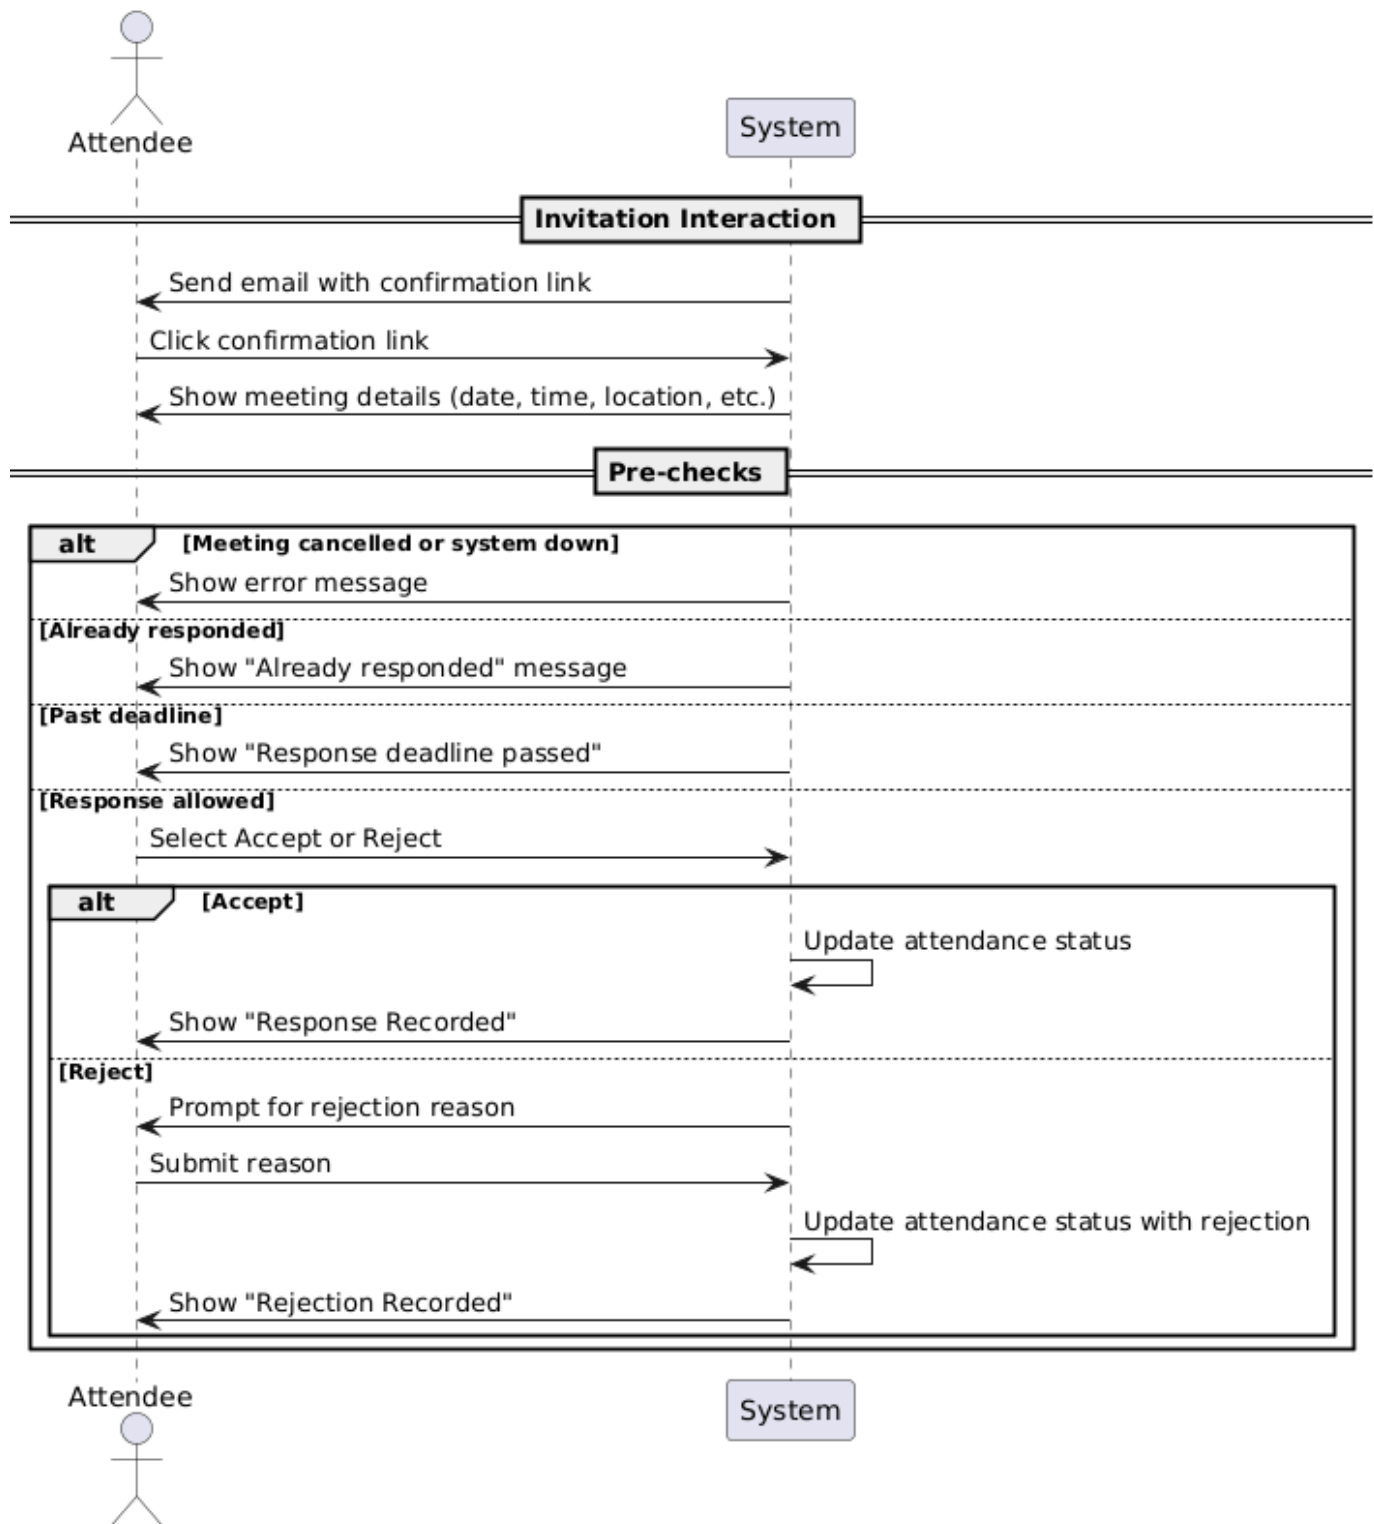 Attendee
System
Invitation Interaction
Send email with confirmation link
Click confirmation link
Show meeting details (date, time, location, etc.)
Pre-checks
alt [Meeting cancelled or system down]
Show error message
[Already responded]
Show "Already responded" message
[Past deadline]
Show "Response deadline passed"
[Response allowed]
Select Accept or Reject
alt [Accept]
Update attendance status
Show "Response Recorded"
[Reject]
Prompt for rejection reason
Submit reason
Update attendance status with rejection
Show "Rejection Recorded"
Attendee
System